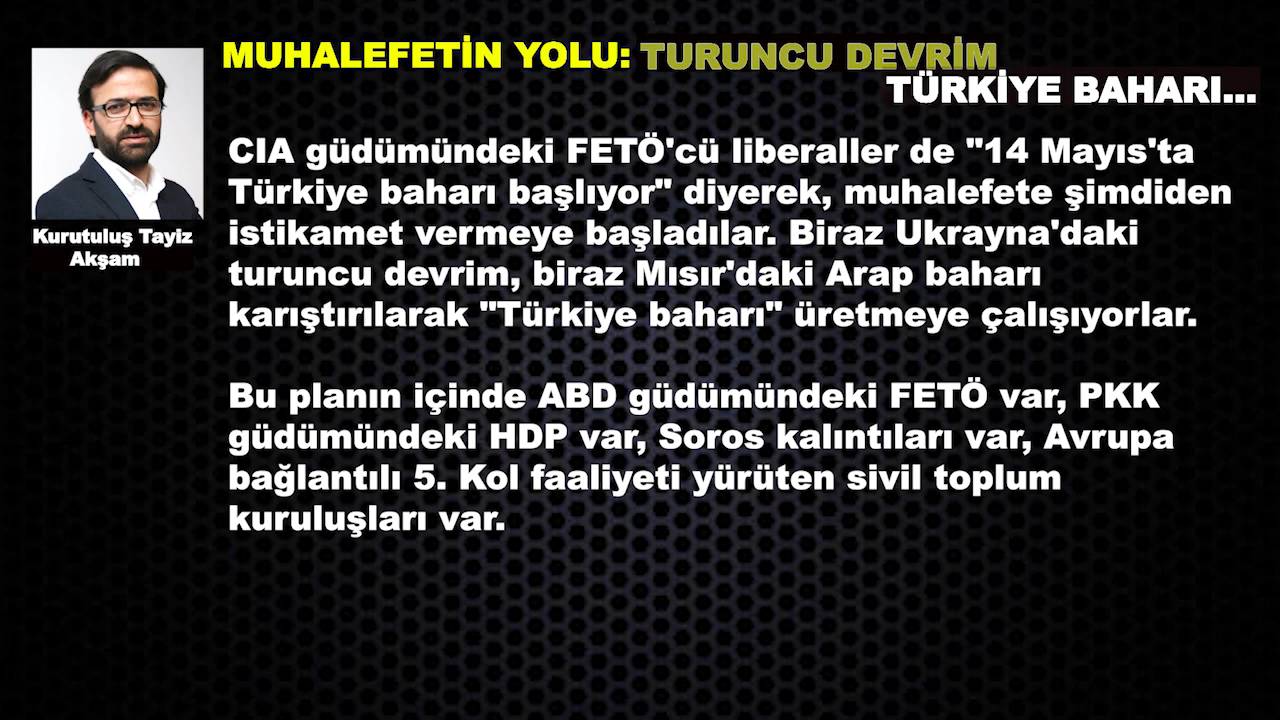 MUHALEFETİN YOLU: TURUNCU DEVRİM
TÜRKİYE BAHARI...
Kurutuluş Tayiz
Akşam
CIA güdümündeki FETÖ'cü liberaller de "14 Mayıs'ta
Türkiye baharı başlıyor" diyerek, muhalefete şimdiden
istikamet vermeye başladılar. Biraz Ukrayna'daki
turuncu devrim, biraz Mısır'daki Arap baharı
karıştırılarak "Türkiye baharı" üretmeye çalışıyorlar.
Bu planın içinde ABD güdümündeki FETÖ var, PKK
güdümündeki HDP var, Soros kalıntıları var, Avrupa
bağlantılı 5. Kol faaliyeti yürüten sivil toplum
kuruluşları var.